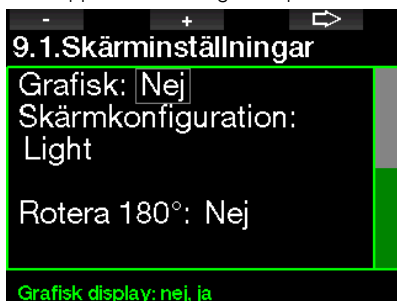 - +
9.1.Skärminställningar
Grafisk: Nej
Skärmkonfiguration:
Light
Rotera 180°: Nej
Grafisk display: nej, ja